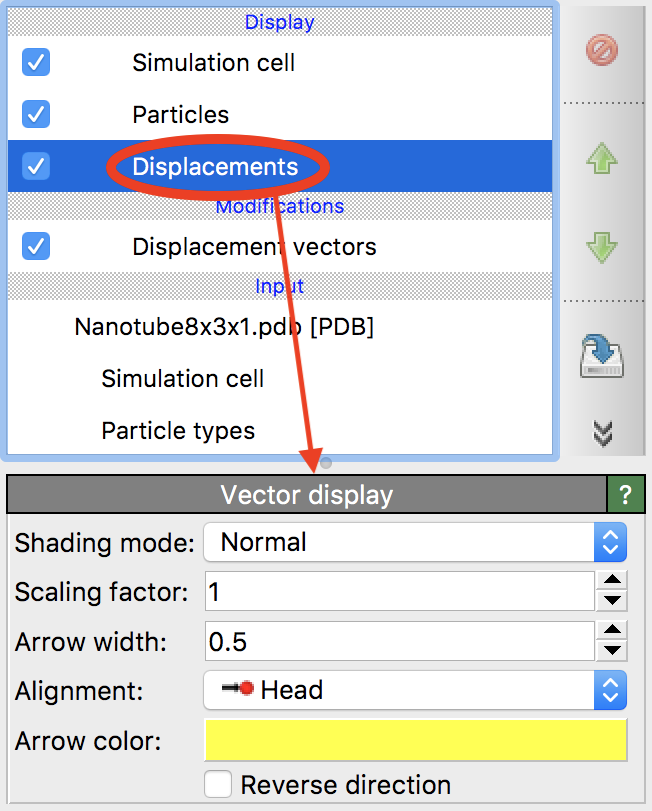 Display
Simulation cell
Particles
Displacements
Modifications
Displacement vectors
Input
Nanotube8x3x1.pdb [PDB]
Simulation cell
Particle types
Vector display ?
Shading mode: Normal
Scaling factor: 1
Arrow width: 0.5
Alignment: Head
Arrow color:
Reverse direction